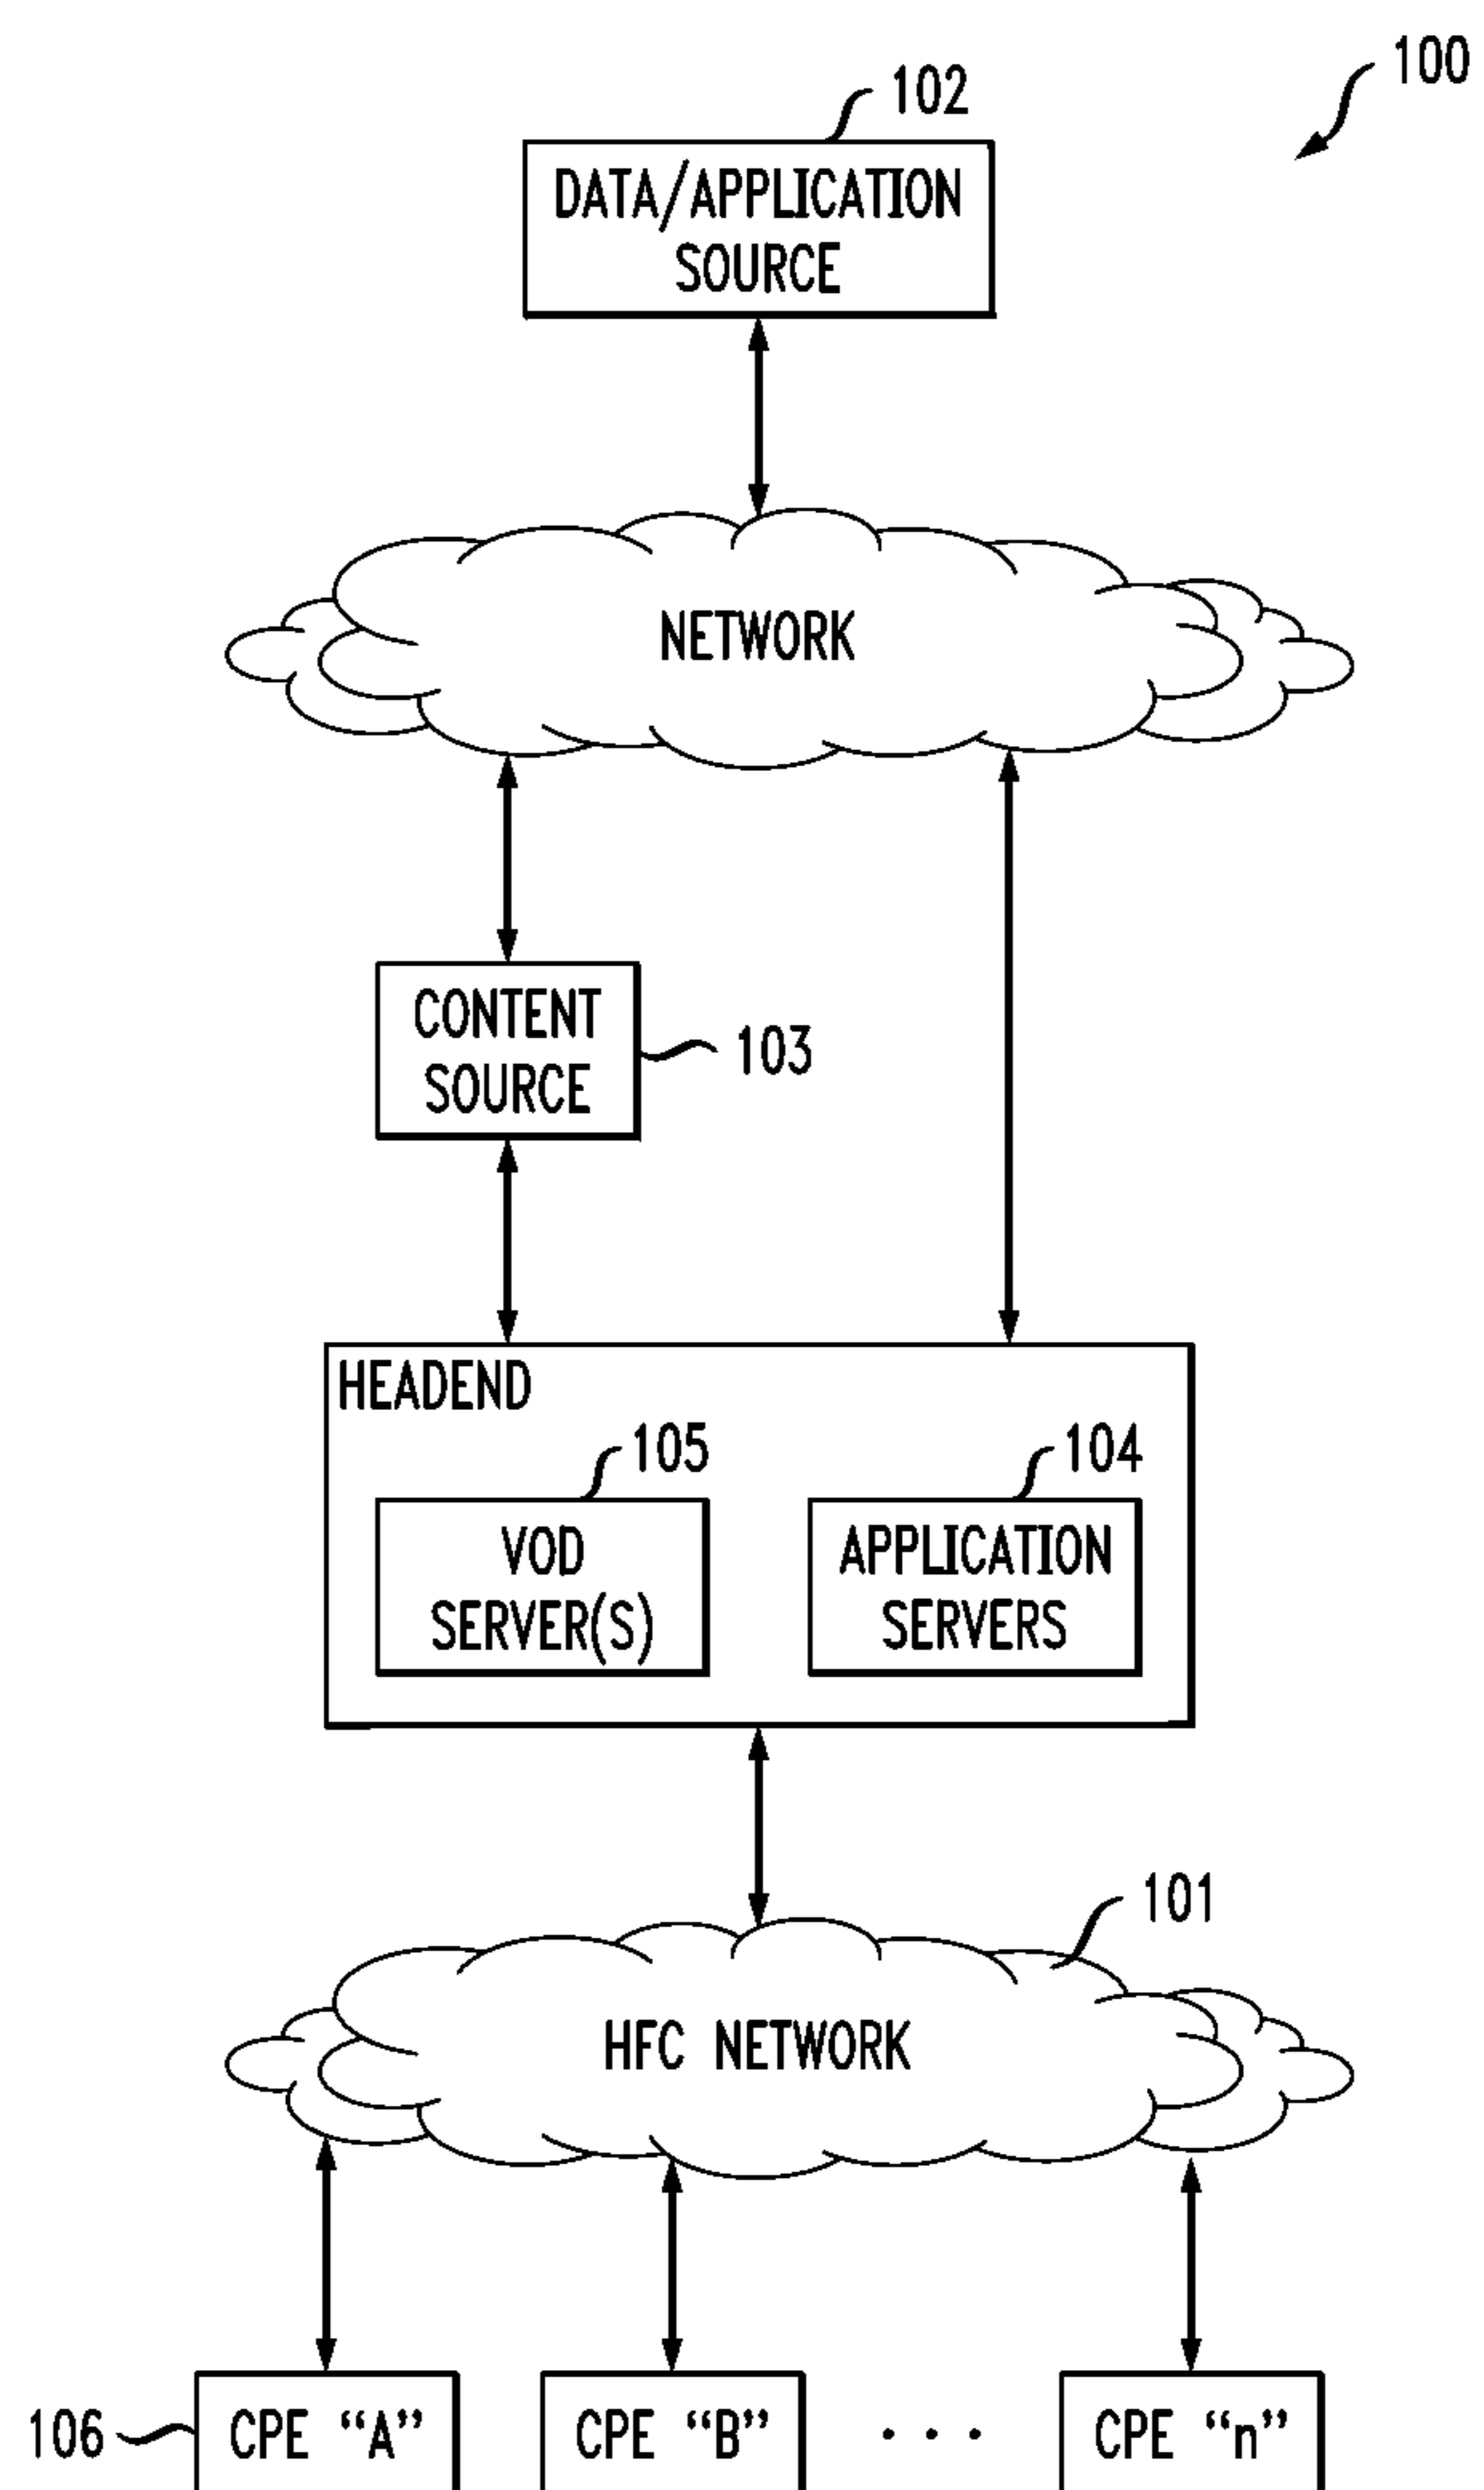 100
102
DATA/APPLICATION
SOURCE
NETWORK
CONTENT
SOURCE
103
HEADEND
105
104
VOD
SERVER(S)
APPLICATION
SERVERS
101
HFC NETWORK
106
CPE “A”
CPE “B”
. . .
CPE “n”